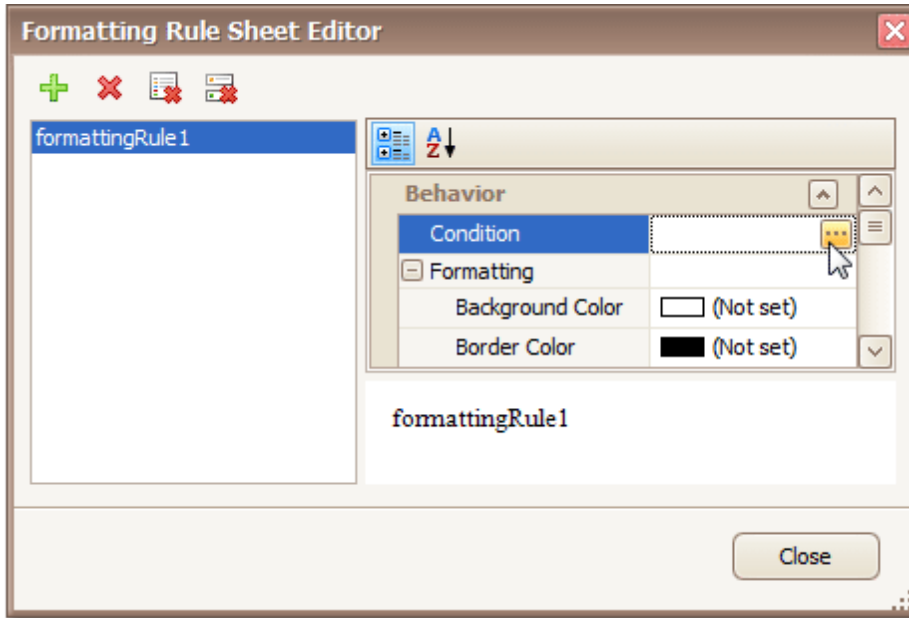 Formatting Rule Sheet Editor
formattingRule1
A
Z
Behavior
Condition
Formatting
Background Color (Not set)
Border Color (Not set)
formattingRule1
Close